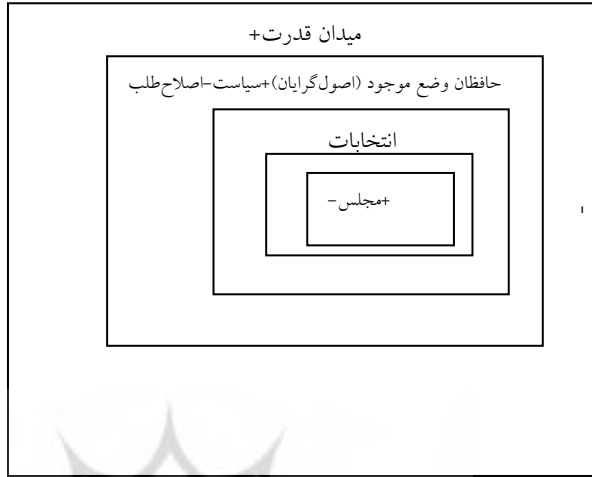 میدان قدرت+
حافظان وضع موجود (اصول‌گرایان)+سیاست–اصلاح‌طلب
انتخابات
+مجلس–